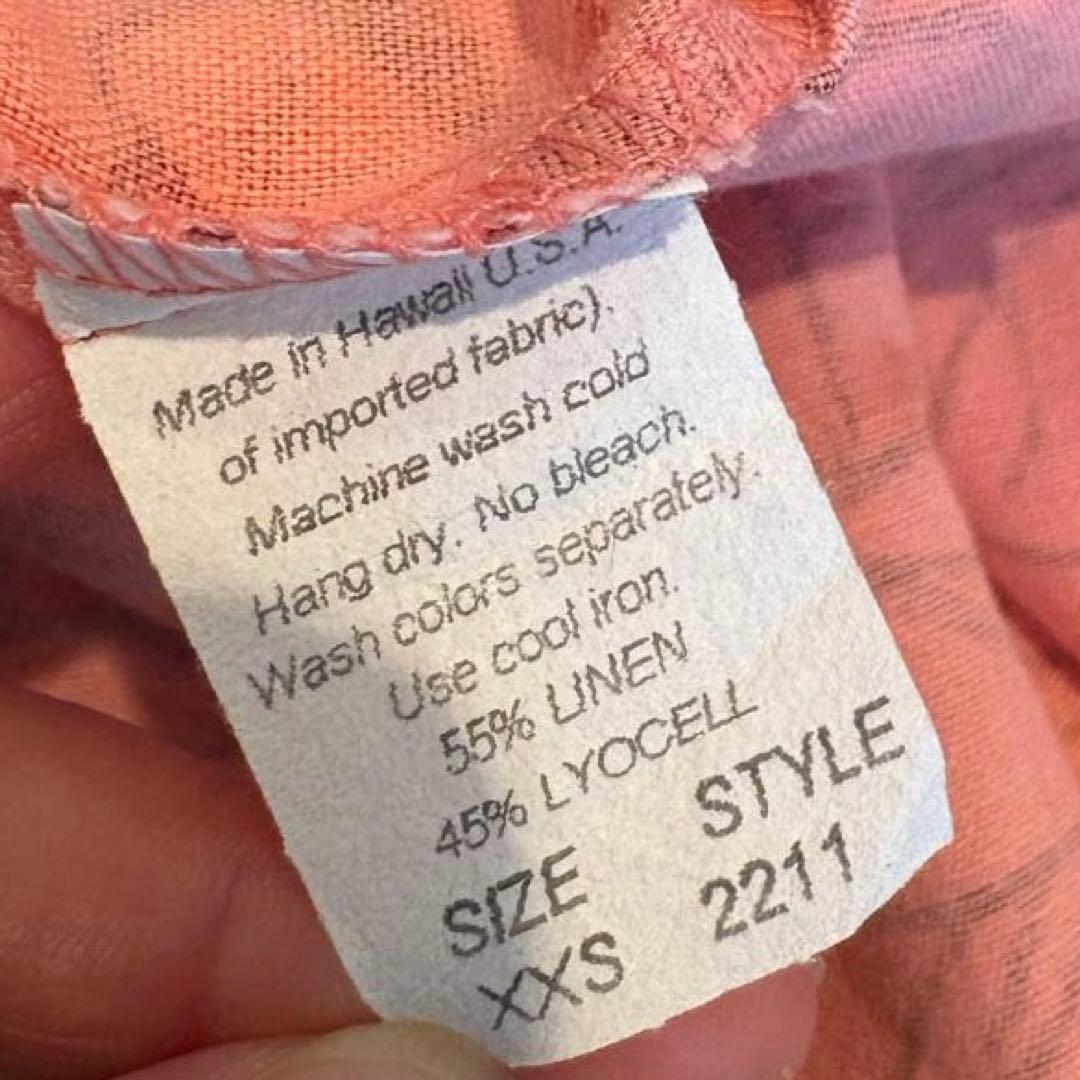 Made in Hawaii U.S.A.
of imported fabric).
Machine wash cold
Hang dry. No bleach.
Wash colors separately.
Use cool iron.
55% LINEN
45% LYOCELL
SIZE STYLE
XXS 2211